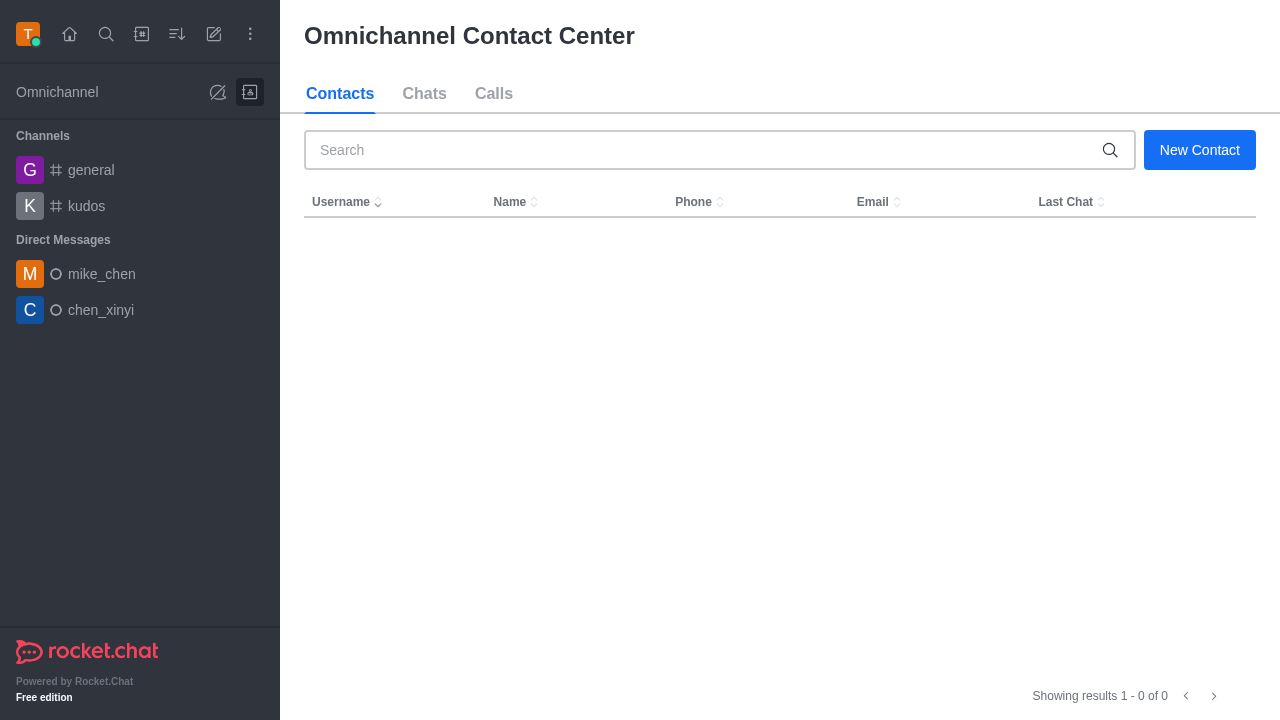 T
Omnichannel
Channels
G general
K kudos
Direct Messages
M mike_chen
C chen_xinyi
rocket.chat
Powered by Rocket.Chat
Free edition
Omnichannel Contact Center
Contacts Chats Calls
Search New Contact
Username Name Phone Email Last Chat
Showing results 1 - 0 of 0